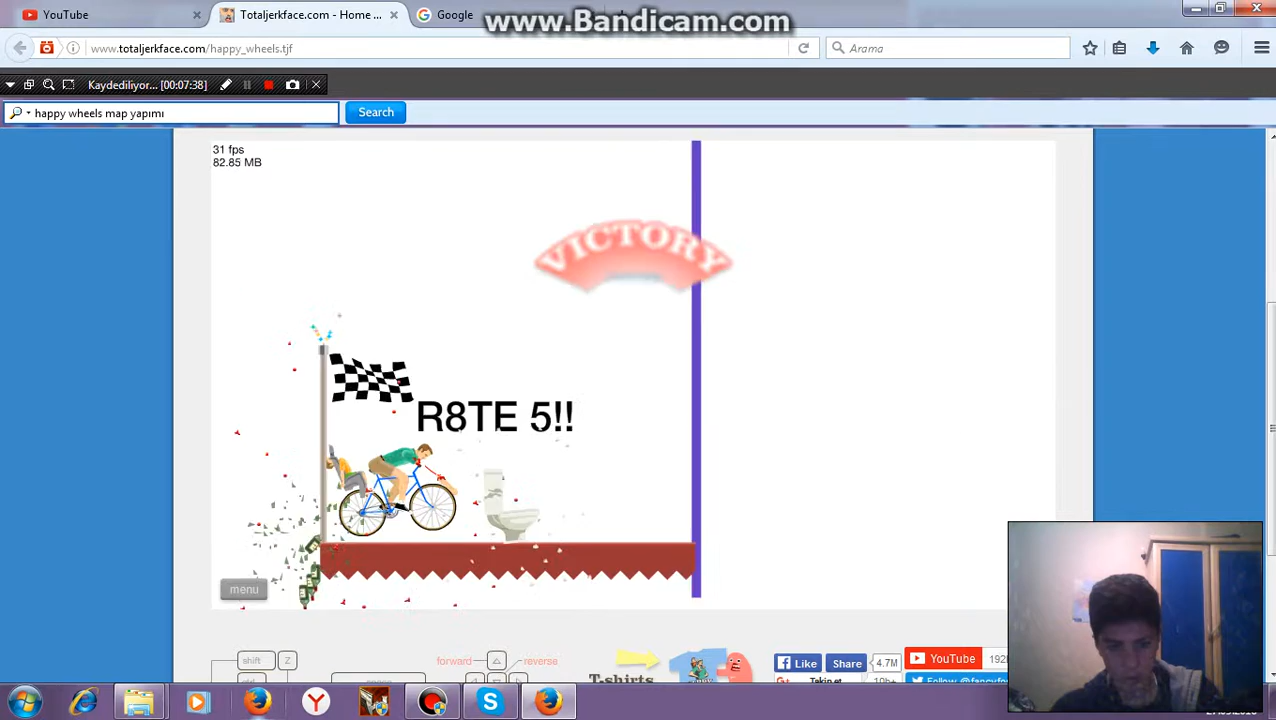 www.Bandicam.com
YouTube
Totaljerkface.com - Home ...
Google
www.totaljerkface.com/happy_wheels.tjf
Arama
Kaydediliyor... [00:07:38]
happy wheels map yapımı
Search
31 fps
82.85 MB
VICTORY
R8TE 5!!
menu
shift
Z
forward
reverse
T-shirts
Like
Share
4.7M
YouTube